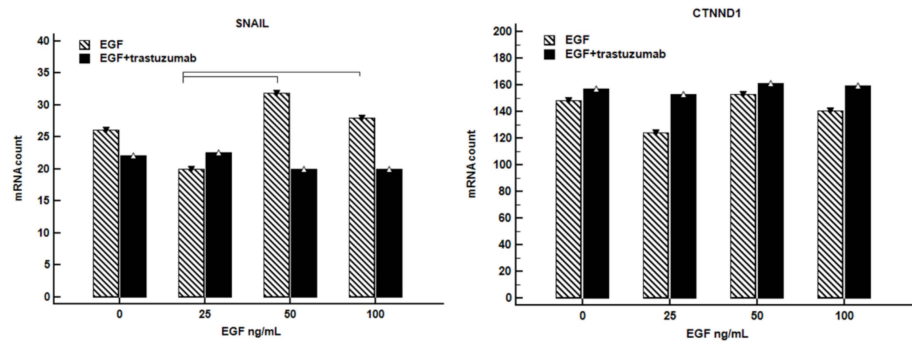 SNAIL
EGF
EGF+trastuzumab
40
35
30
25
20
15
10
5
0
mRNA count
0 25 50 100
EGF ng/mL
CTNND1
EGF
EGF+trastuzumab
200
180
160
140
120
100
80
60
40
20
0
mRNA count
0 25 50 100
EGF ng/mL